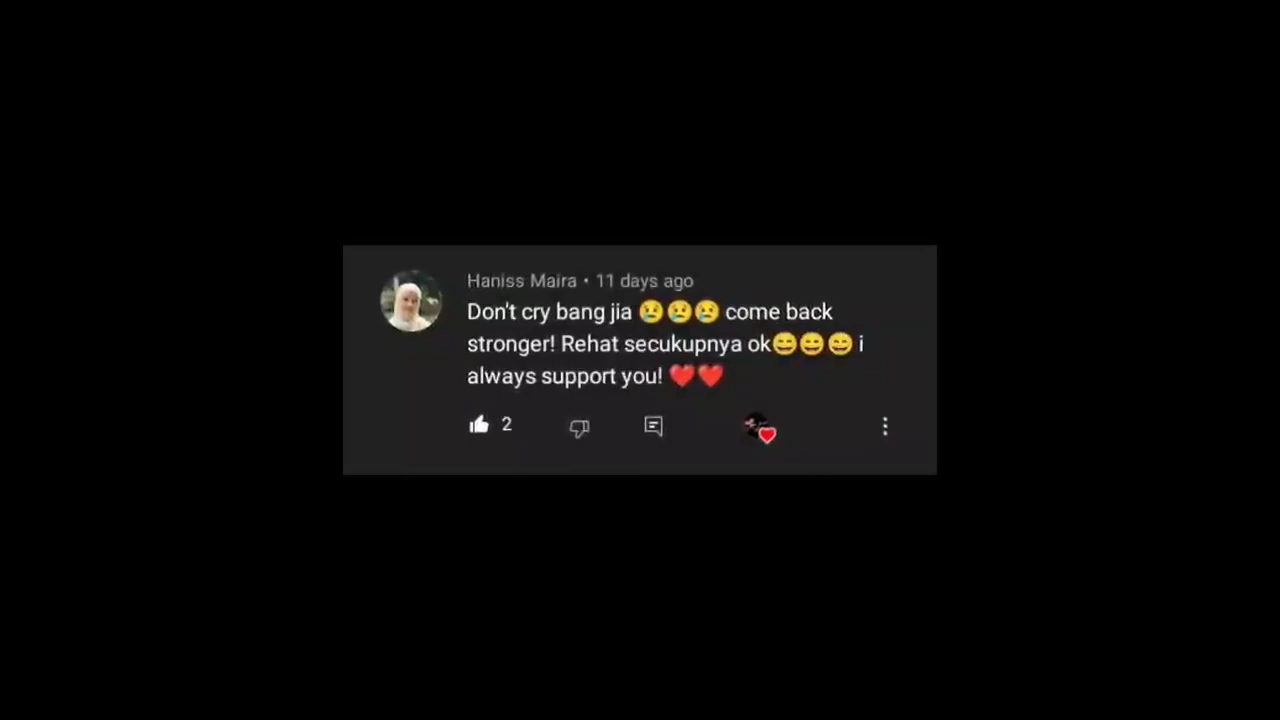 Haniss Maira • 11 days ago
Don't cry bang jia 😢😢😢 come back
stronger! Rehat secukupnya ok😄😄😄 i
always support you! ❤️❤️
2